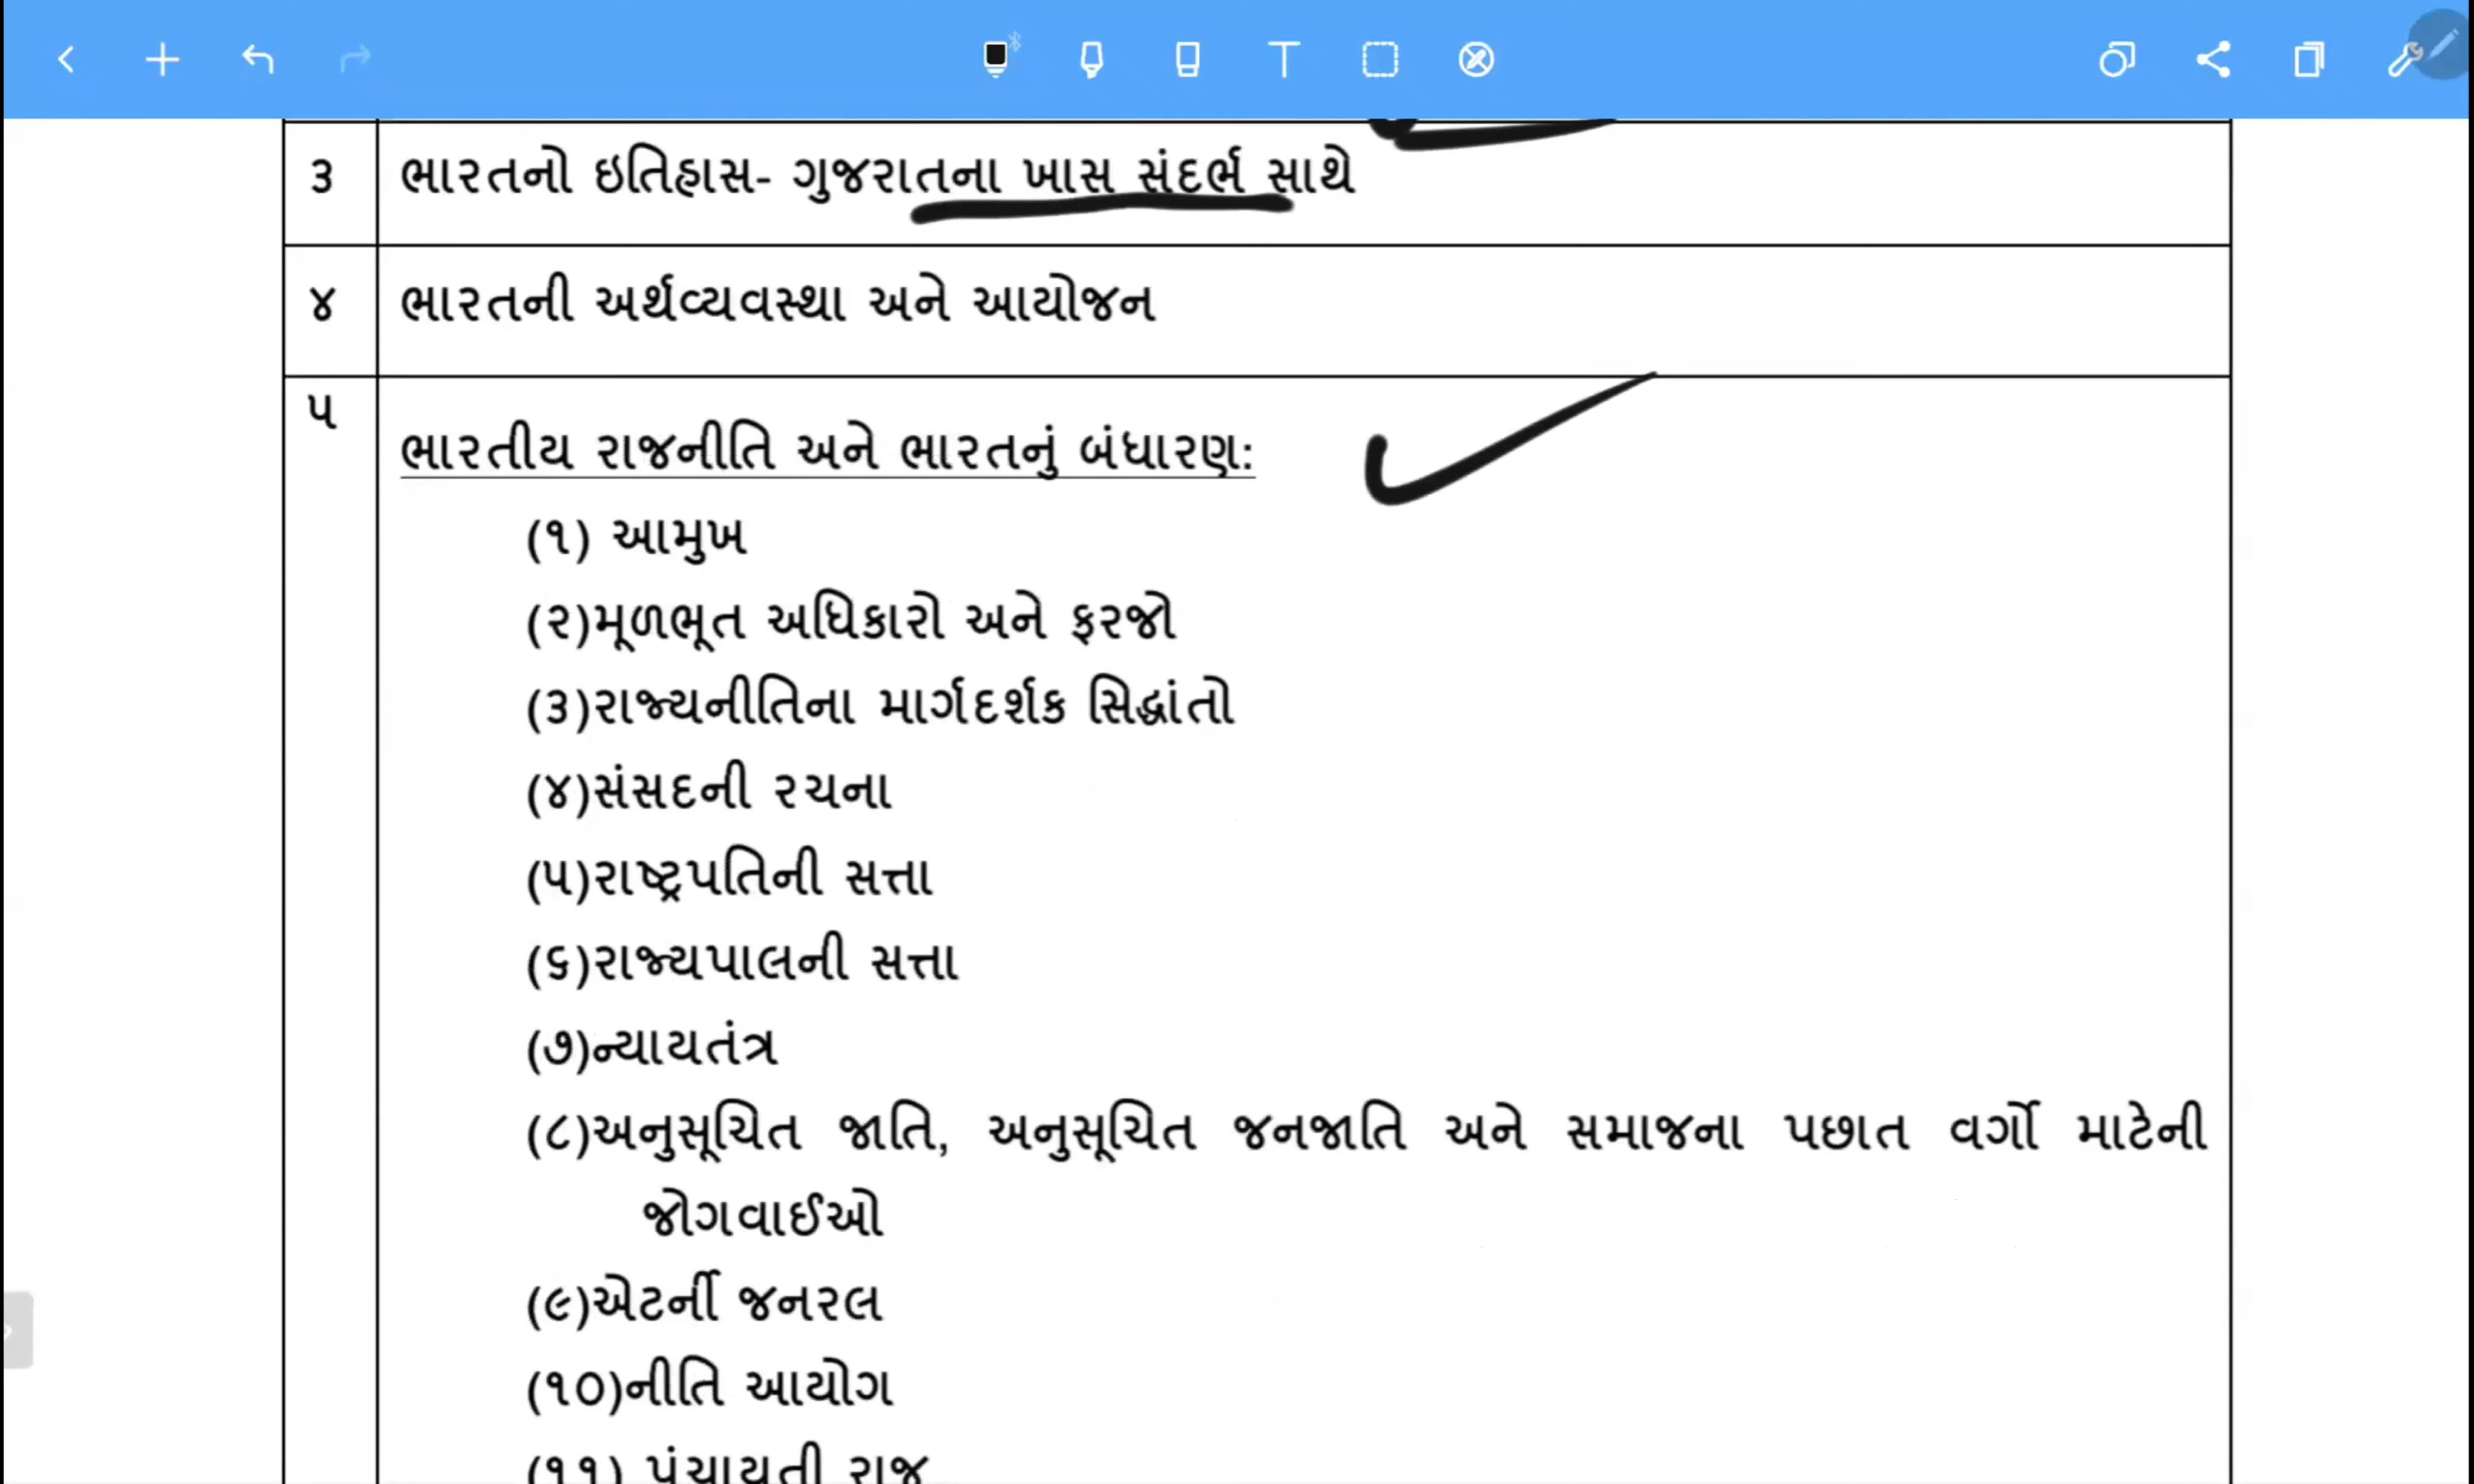 ૩ ભારતનો ઇતિહાસ- ગુજરાતના ખાસ સંદર્ભ સાથે
૪ ભારતની અર્થવ્યવસ્થા અને આયોજન
૫ ભારતીય રાજનીતિ અને ભારતનું બંધારણ:
(૧) આમુખ
(૨)મૂળભૂત અધિકારો અને ફરજો
(૩)રાજ્યનીતિના માર્ગદર્શક સિદ્ધાંતો
(૪)સંસદની રચના
(૫)રાષ્ટ્રપતિની સત્તા
(૬)રાજ્યપાલની સત્તા
(૭)ન્યાયતંત્ર
(૮)અનુસૂચિત જાતિ, અનુસૂચિત જનજાતિ અને સમાજના પછાત વર્ગો માટેની
જોગવાઈઓ
(૯)એટર્ની જનરલ
(૧૦)નીતિ આયોગ
(૧૧) પંચાયતી રાજ